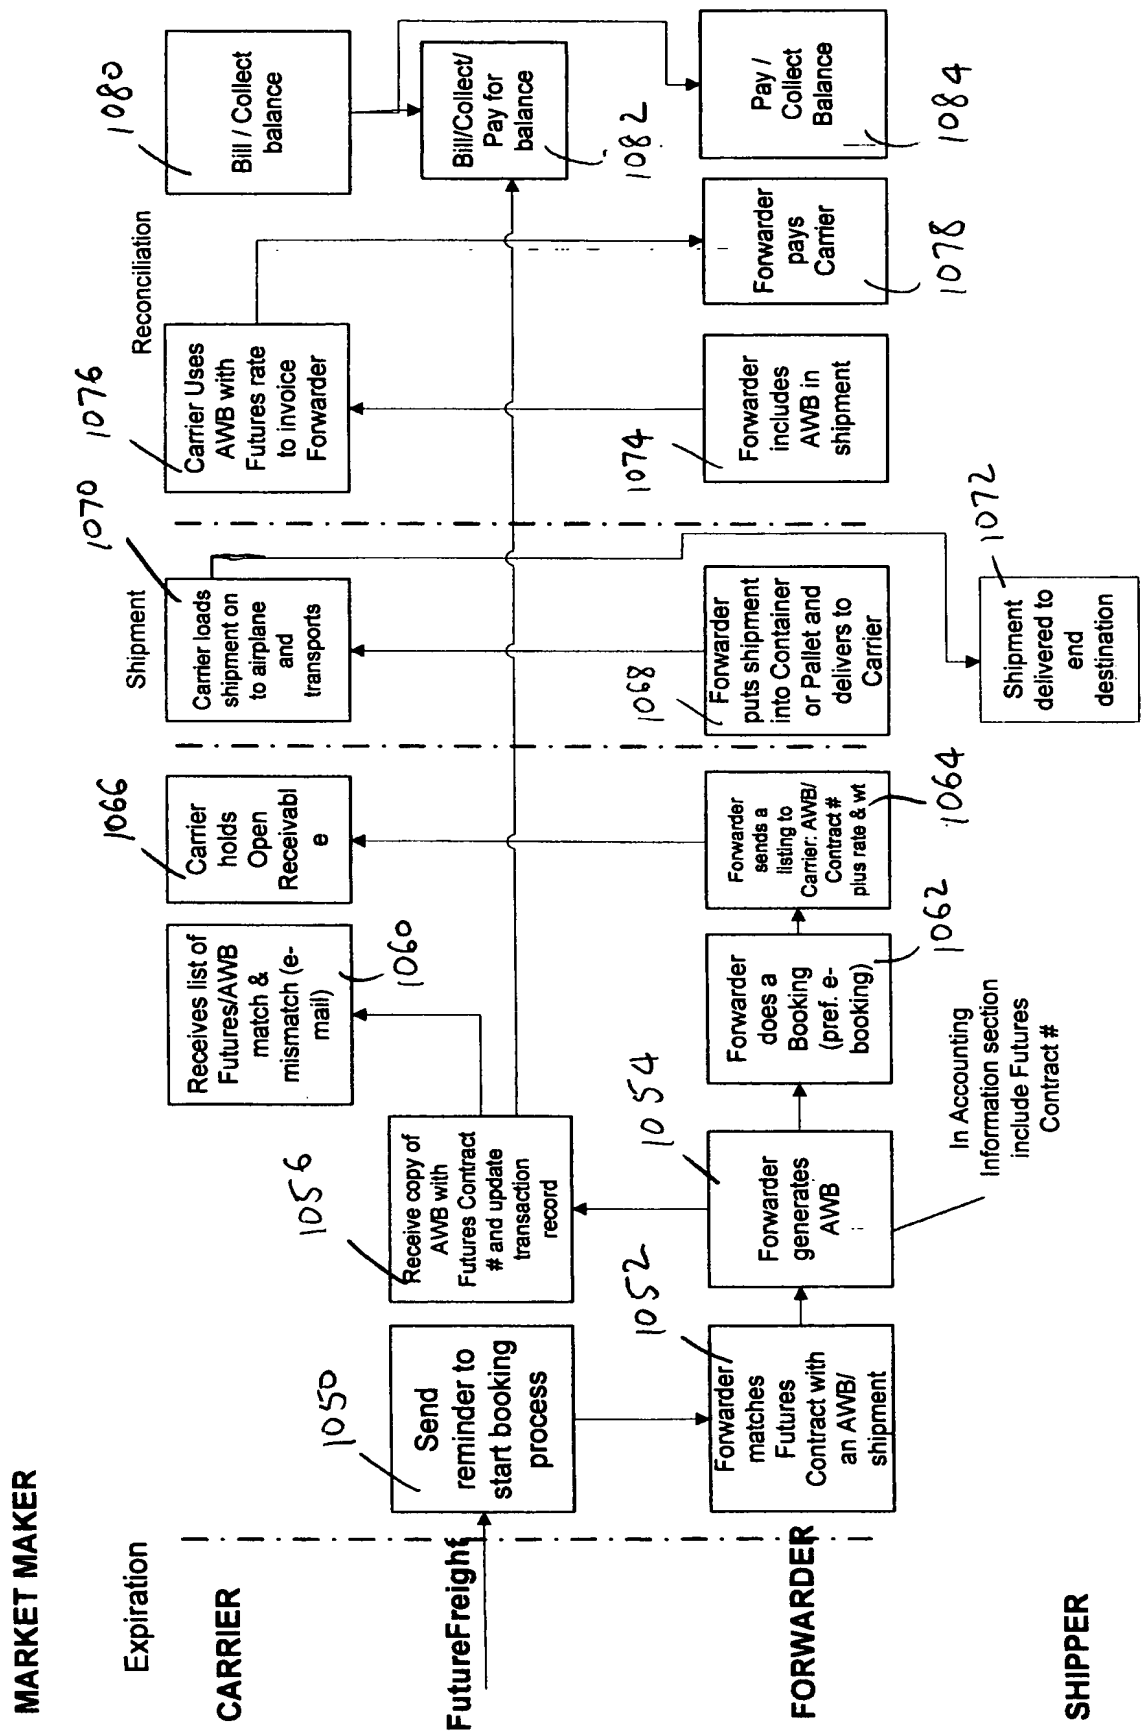 MARKET MAKER
Expiration
Shipment
Reconciliation
CARRIER
Receives list of
Futures/AWB
match &
mismatch (e-
mail)
1060
Carrier
holds
Open
Receivabl
e
1066
Carrier loads
shipment on
to airplane
and
transports
1070
Carrier Uses
AWB with
Futures rate
to invoice
Forwarder
1076
Bill / Collect
balance
1080
FutureFreight
Send
reminder to
start booking
process
1050
Receive copy of
AWB with
Futures Contract
# and update
transaction
record
1056
Bill/Collect/
Pay for
balance
1082
FORWARDER
Forwarder
matches
Futures
Contract with
an AWB/
shipment
1052
Forwarder
generates
AWB
1054
In Accounting
Information section
include Futures
Contract #
Forwarder
does a
Booking
(pref. e-
booking)
1062
Forwarder
sends a
listing to
Carrier: AWB/
Contract #
plus rate & wt
1064
Forwarder
puts shipment
into Container
or Pallet and
delivers to
Carrier
1068
Forwarder
includes
AWB in
shipment
1074
Forwarder
pays
Carrier
1078
Pay /
Collect
Balance
1084
SHIPPER
Shipment
delivered to
end
destination
1072